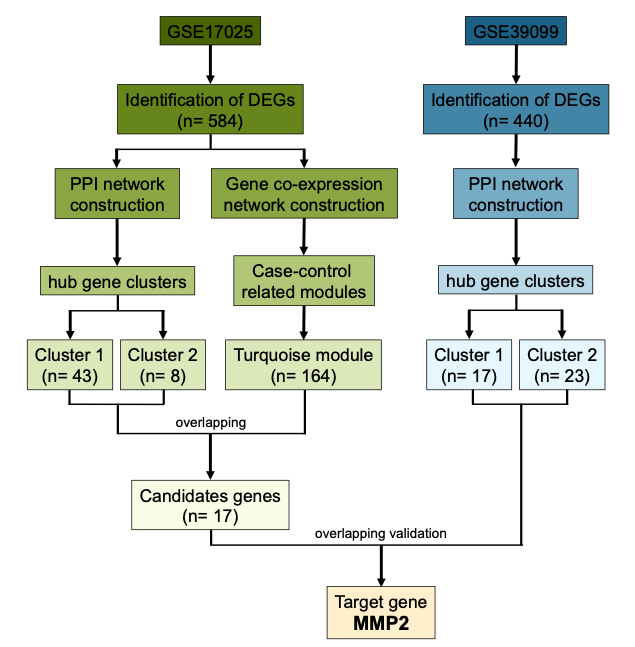 GSE17025
GSE39099
Identification of DEGs
(n= 584)
Identification of DEGs
(n= 440)
PPI network
construction
Gene co-expression
network construction
PPI network
construction
hub gene clusters
Case-control
related modules
hub gene clusters
Cluster 1
(n= 43)
Cluster 2
(n= 8)
Turquoise module
(n= 164)
Cluster 1
(n= 17)
Cluster 2
(n= 23)
overlapping
Candidates genes
(n= 17)
overlapping validation
Target gene
MMP2